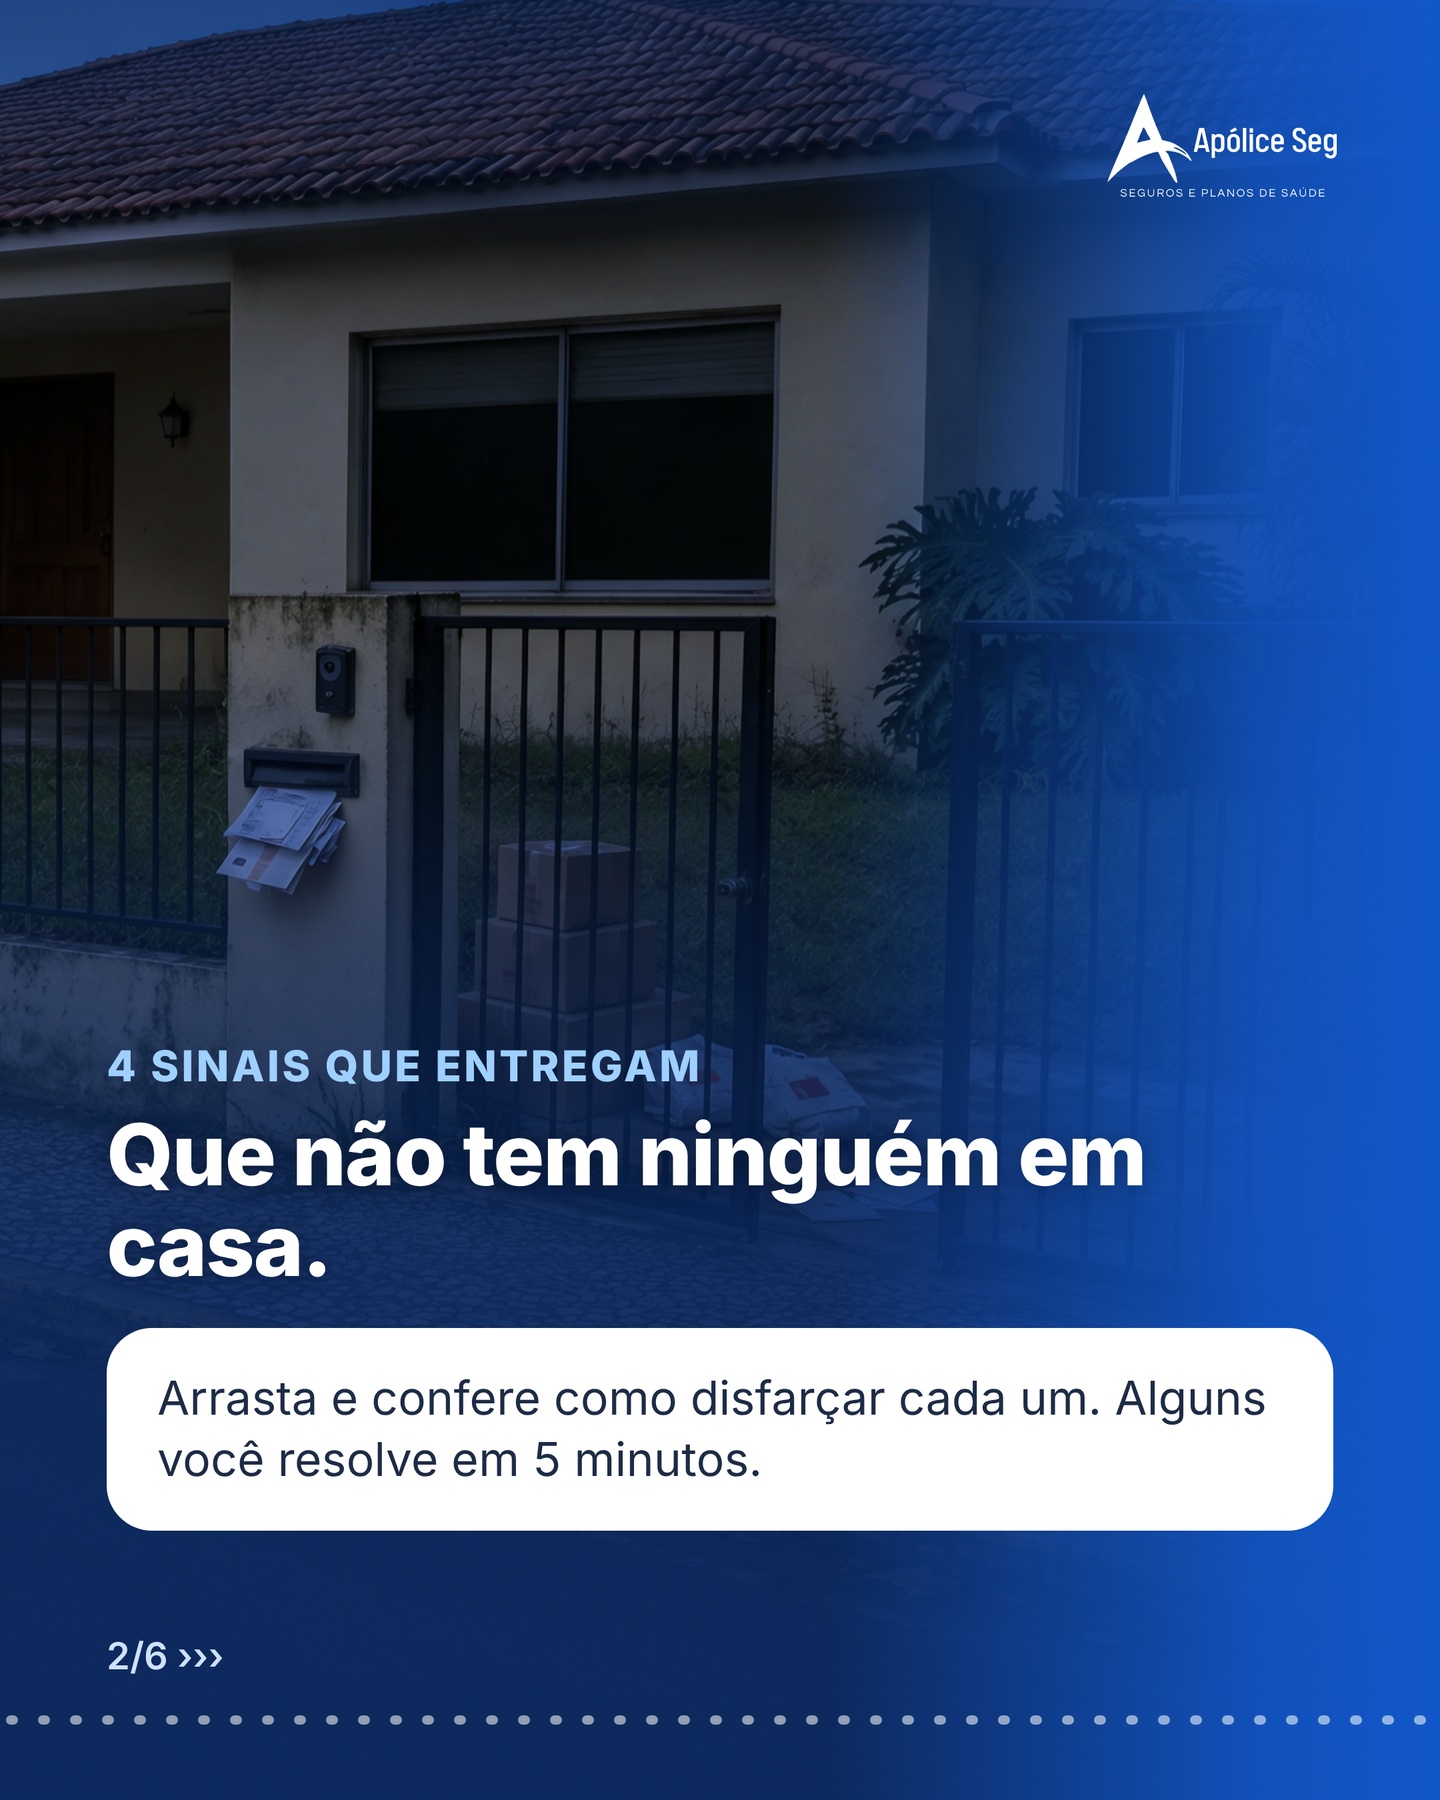 Apólice Seg
SEGUROS E PLANOS DE SAÚDE
4 SINAIS QUE ENTREGAM
Que não tem ninguém em
casa.
Arrasta e confere como disfarçar cada um. Alguns
você resolve em 5 minutos.
2/6 ›››